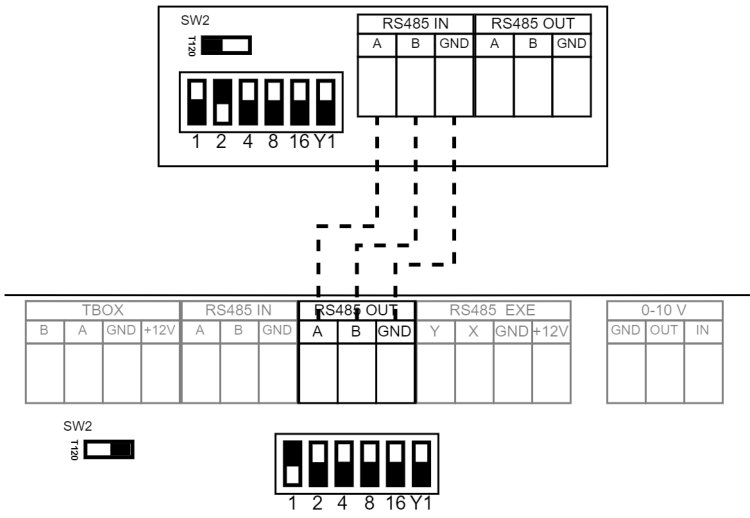 SW2
RS485 IN RS485 OUT
T120
A B GND A B GND
1 2 4 8 16 Y1
TBOX RS485 IN RS485 OUT RS485 EXE 0-10 V
B A GND +12V A B GND A B GND Y X GND +12V GND OUT IN
SW2
T120
1 2 4 8 16 Y1